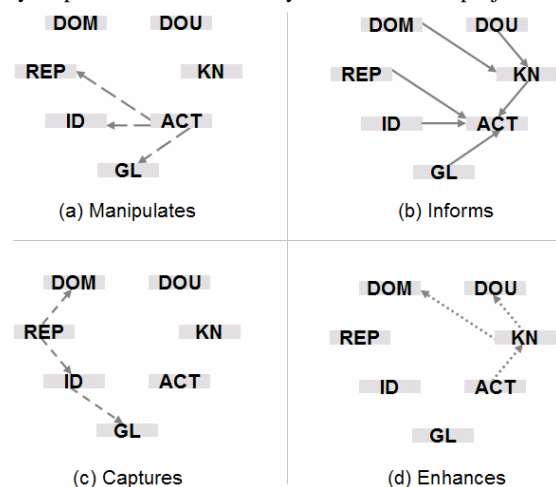 DOM DOU
REP KN
ID ACT
GL
(a) Manipulates
DOM DOU
KN
REP
ID ACT
GL
(b) Informs
DOM DOU
REP KN
ID ACT
GL
(c) Captures
DOM DOU
REP KN
ID ACT
GL
(d) Enhances